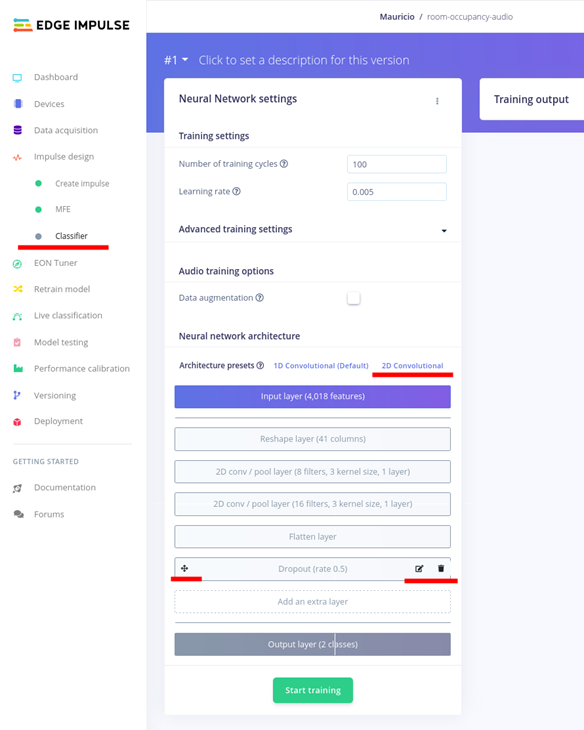 EDGE IMPULSE
Mauricio / room-occupancy-audio
#1 Click to set a description for this version
Dashboard
Devices
Data acquisition
Impulse design
Create impulse
MFE
Classifier
EON Tuner
Retrain model
Live classification
Model testing
Performance calibration
Versioning
Deployment
GETTING STARTED
Documentation
Forums
Neural Network settings
Training settings
Number of training cycles ? 100
Learning rate ? 0.005
Advanced training settings
Audio training options
Data augmentation ?
Neural network architecture
Architecture presets ? 1D Convolutional (Default) 2D Convolutional
Input layer (4,018 features)
Reshape layer (41 columns)
2D conv / pool layer (8 filters, 3 kernel size, 1 layer)
2D conv / pool layer (16 filters, 3 kernel size, 1 layer)
Flatten layer
Dropout (rate 0.5)
Add an extra layer
Output layer (2 classes)
Start training
Training output